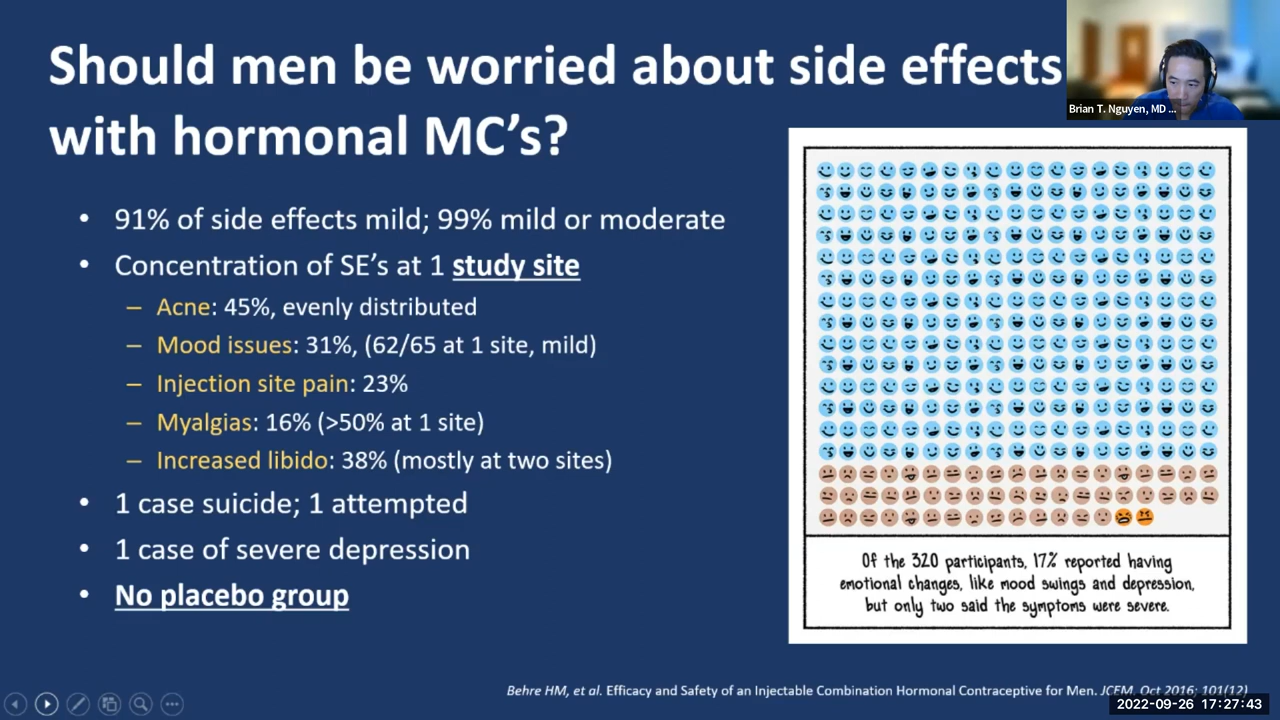 Should men be worried about side effects
with hormonal MC's?
Brian T. Nguyen, MD ...
• 91% of side effects mild; 99% mild or moderate
• Concentration of SE's at 1 study site
– Acne: 45%, evenly distributed
– Mood issues: 31%, (62/65 at 1 site, mild)
– Injection site pain: 23%
– Myalgias: 16% (>50% at 1 site)
– Increased libido: 38% (mostly at two sites)
• 1 case suicide; 1 attempted
• 1 case of severe depression
• No placebo group
Of the 320 participants, 17% reported having
emotional changes, like mood swings and depression,
but only two said the symptoms were severe.
Behre HM, et al. Efficacy and Safety of an Injectable Combination Hormonal Contraceptive for Men. JCEM. Oct 2016; 101(12)
2022-09-26 17:27:43